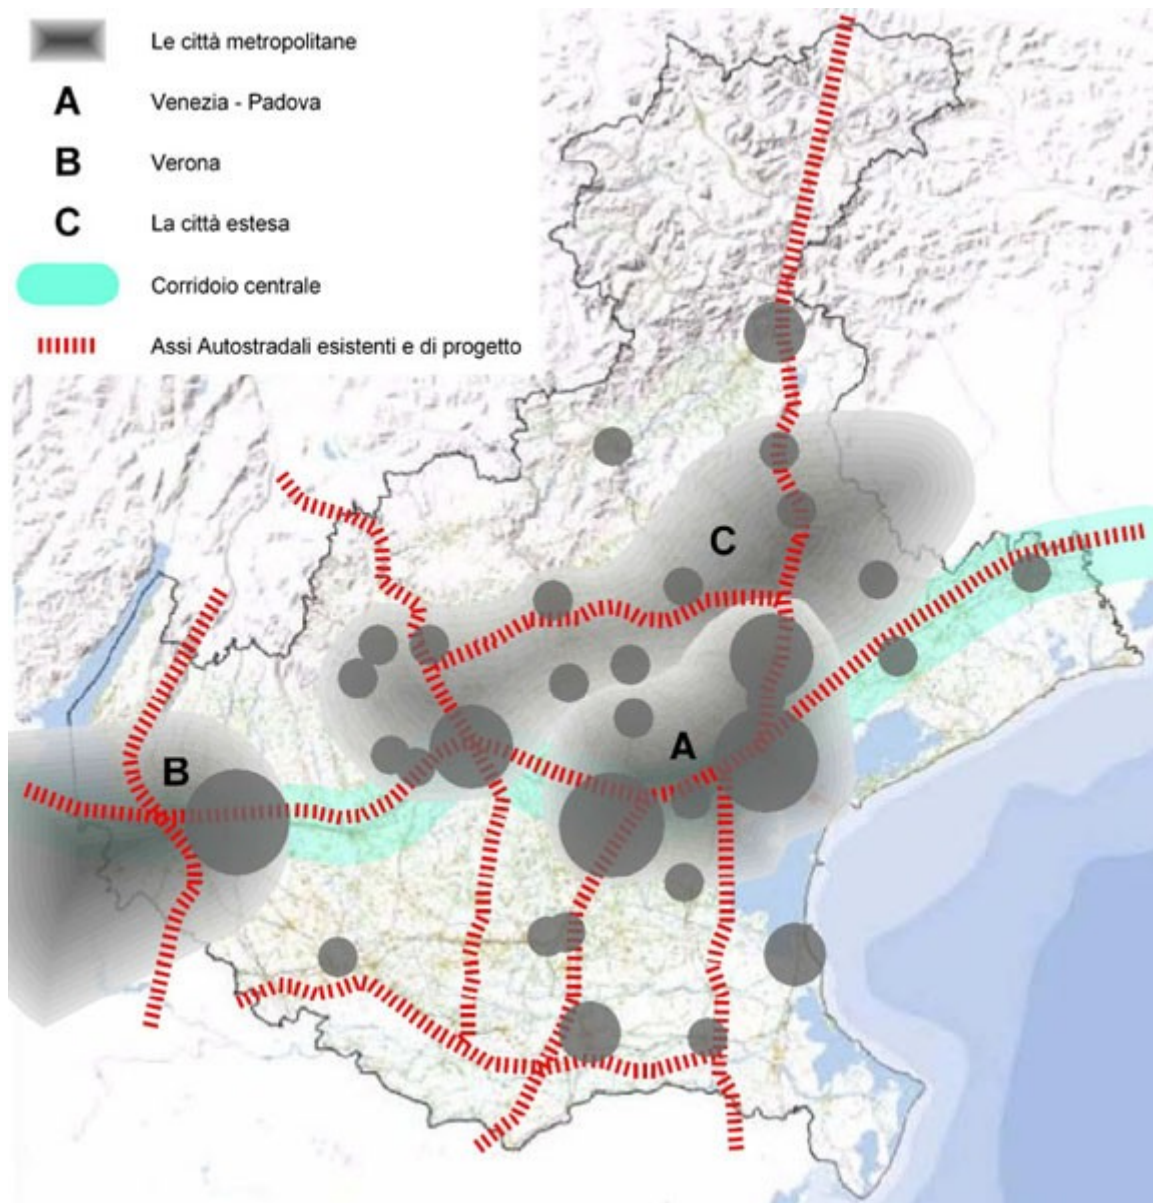 Le città metropolitane
A Venezia - Padova
B Verona
C La città estesa
Corridoio centrale
Assi Autostradali esistenti e di progetto
C
A
B